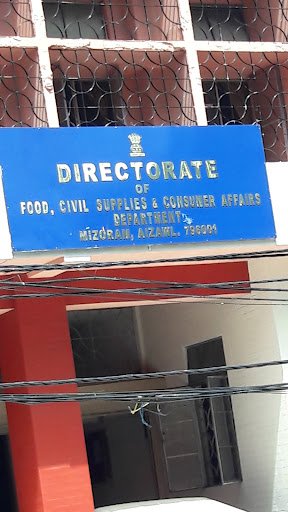 DIRECTORATE
OF
FOOD, CIVIL SUPPLIES & CONSUMER AFFAIRS
DEPARTMENT
MIZORAM, AIZAWL. 796001